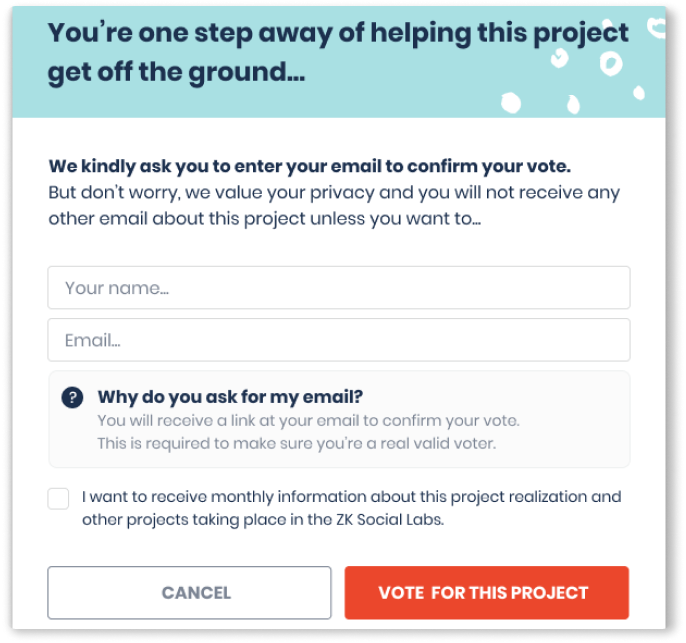 You're one step away of helping this project
get off the ground...
We kindly ask you to enter your email to confirm your vote.
But don't worry, we value your privacy and you will not receive any
other email about this project unless you want to...
Your name...
Email...
? Why do you ask for my email?
You will receive a link at your email to confirm your vote.
This is required to make sure you're a real valid voter.
I want to receive monthly information about this project realization and
other projects taking place in the ZK Social Labs.
CANCEL
VOTE FOR THIS PROJECT